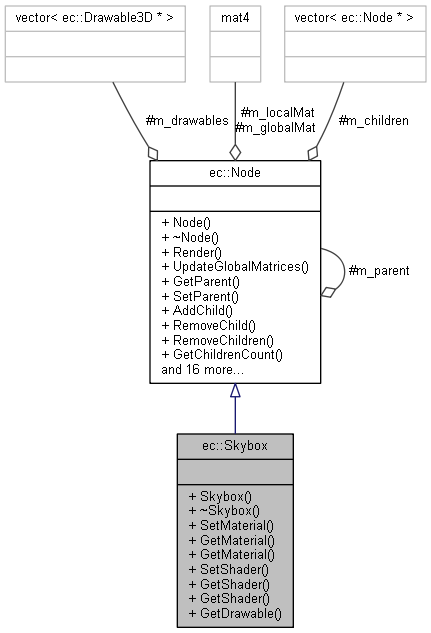 vector< ec::Drawable3D * >
mat4
vector< ec::Node * >
#m_drawables
#m_localMat
#m_globalMat
#m_children
ec::Node
+ Node()
+ ~Node()
+ Render()
+ UpdateGlobalMatrices()
+ GetParent()
+ SetParent()
+ AddChild()
+ RemoveChild()
+ RemoveChildren()
+ GetChildrenCount()
and 16 more...
#m_parent
ec::Skybox
+ Skybox()
+ ~Skybox()
+ SetMaterial()
+ GetMaterial()
+ GetMaterial()
+ SetShader()
+ GetShader()
+ GetShader()
+ GetDrawable()